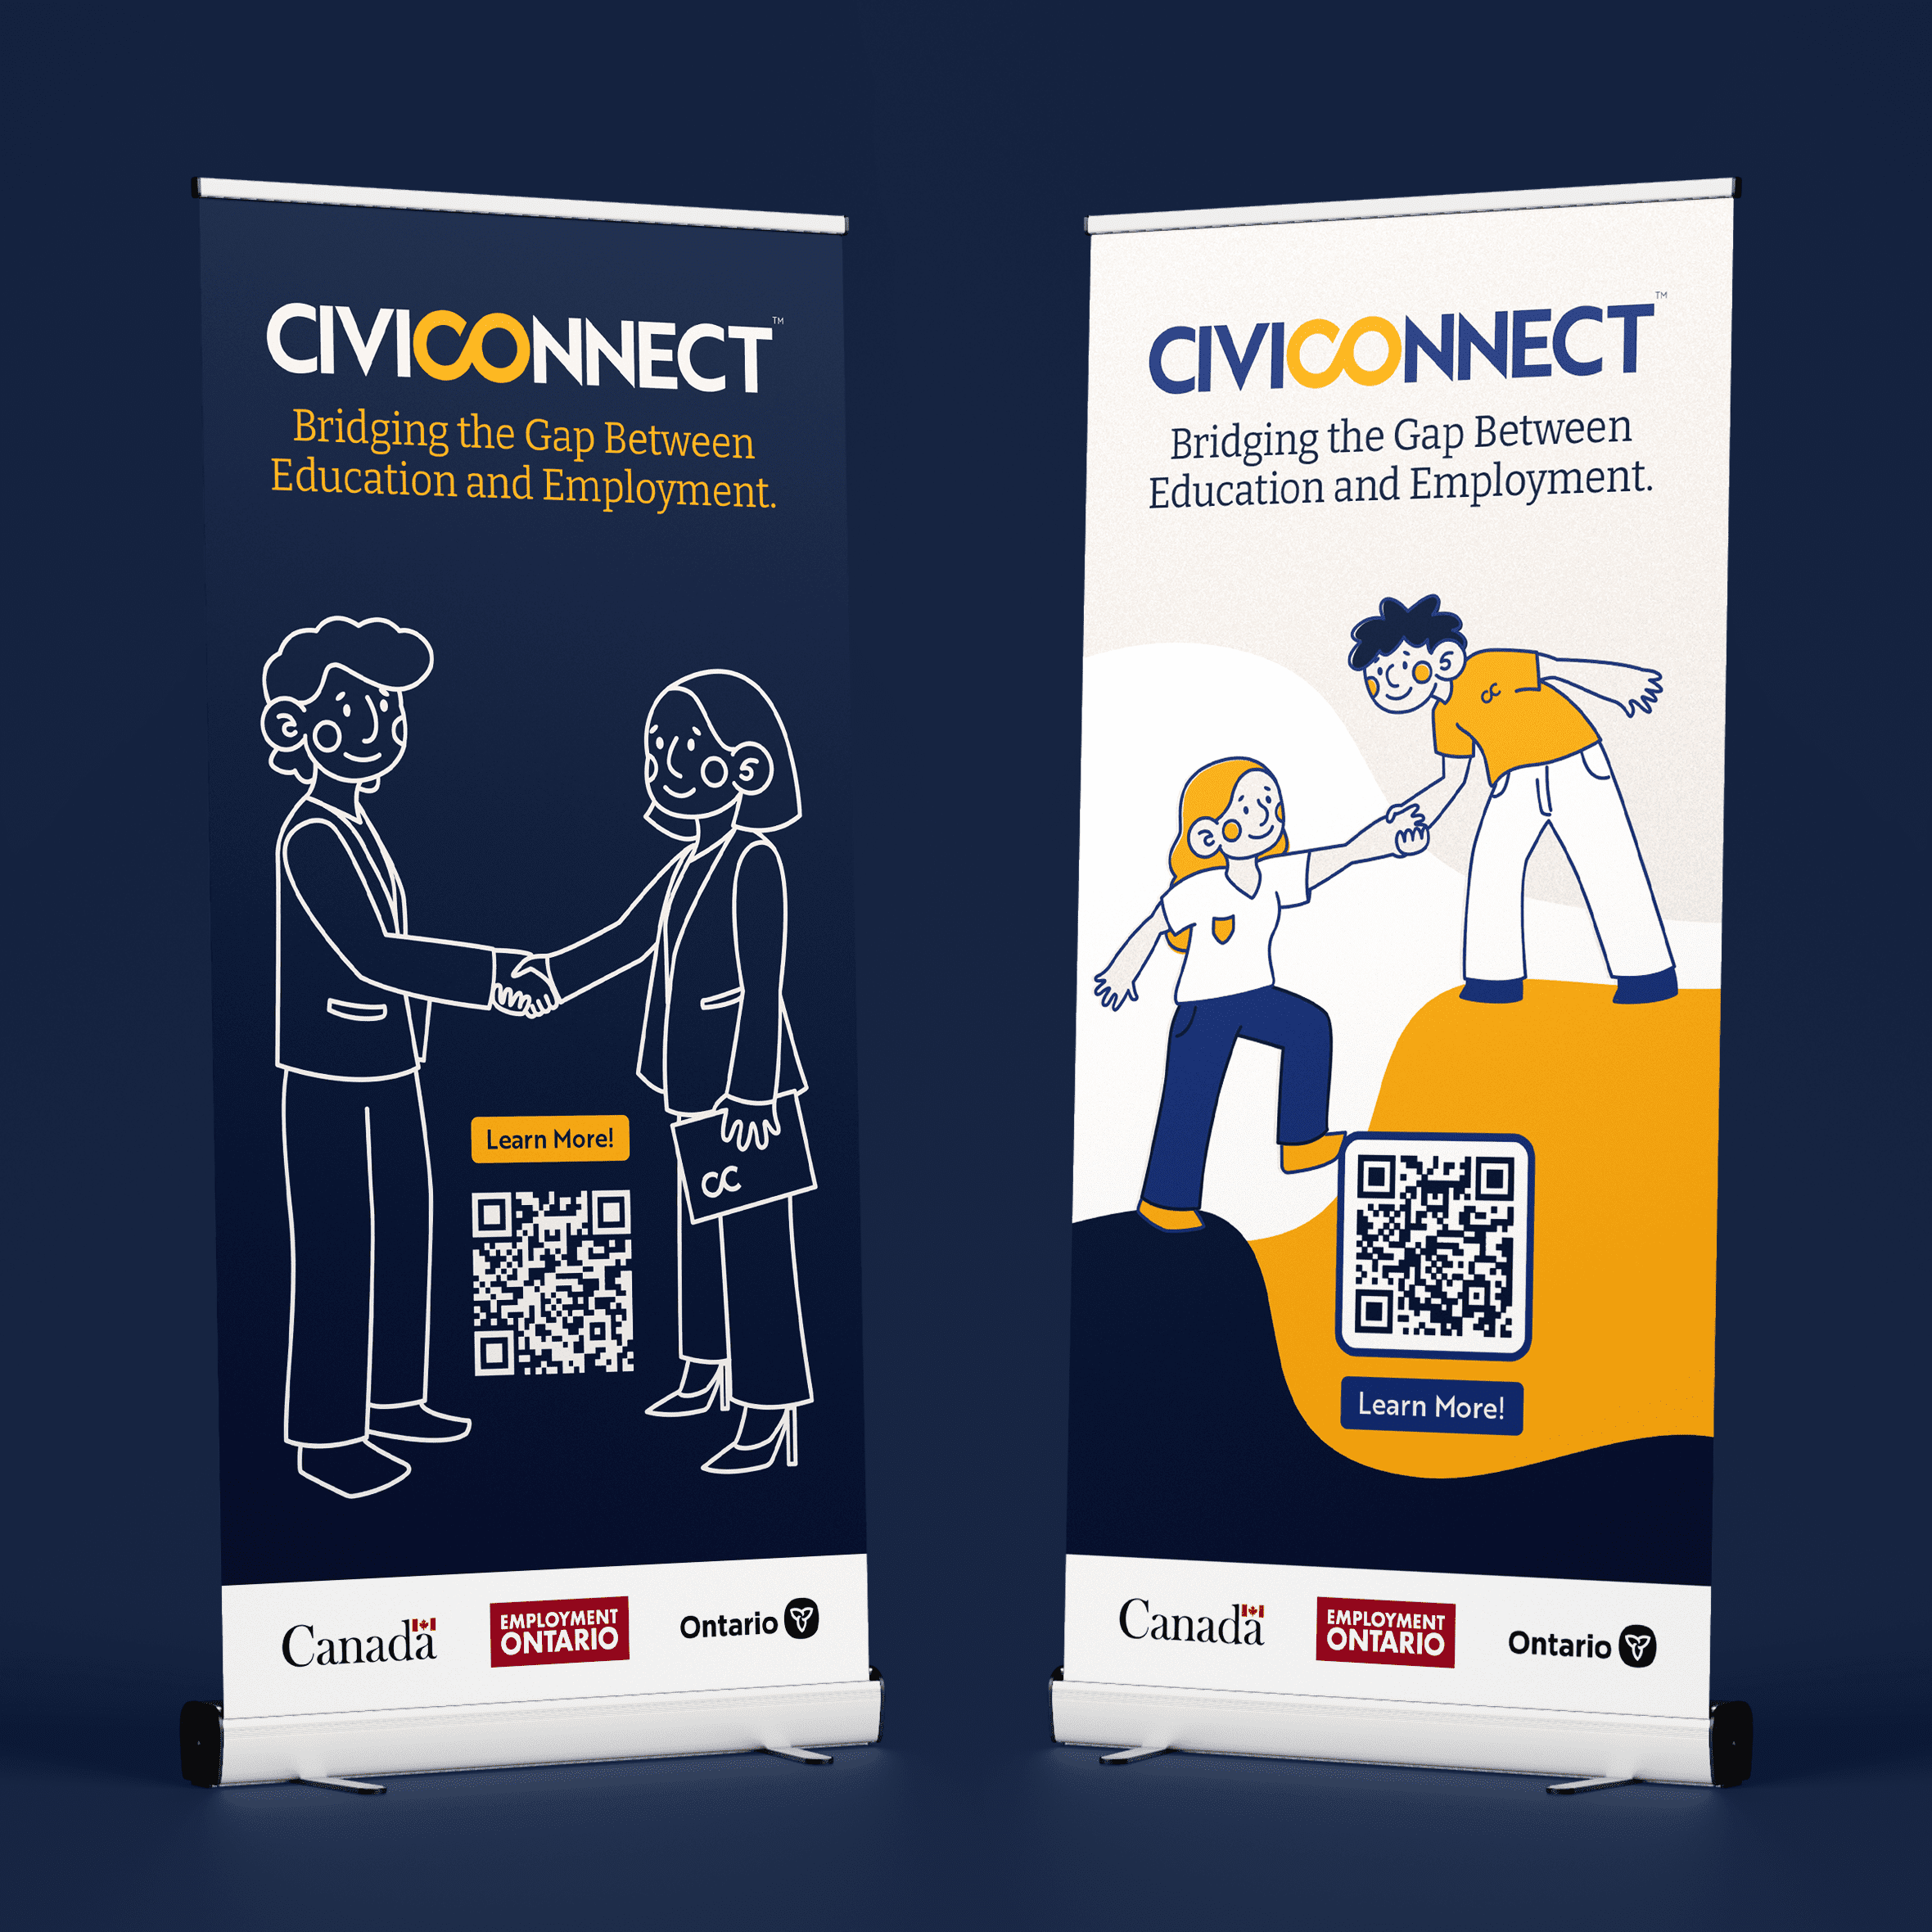 CIVICONNECT™
Bridging the Gap Between
Education and Employment.
CC
Learn More!
Canada
EMPLOYMENT
ONTARIO
Ontario
CIVICONNECT™
Bridging the Gap Between
Education and Employment.
CC
Learn More!
Canada
EMPLOYMENT
ONTARIO
Ontario